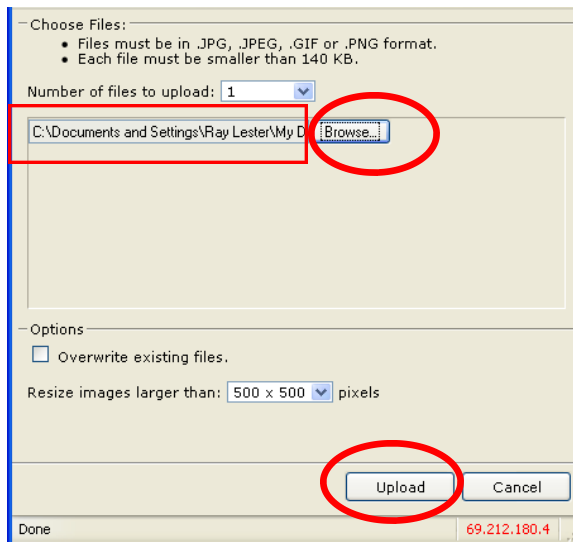 Choose Files:
• Files must be in .JPG, .JPEG, .GIF or .PNG format.
• Each file must be smaller than 140 KB.
Number of files to upload: 1
C:\Documents and Settings\Ray Lester\My D Browse...
Options
Overwrite existing files.
Resize images larger than: 500 x 500 pixels
Upload Cancel
Done 69.212.180.4